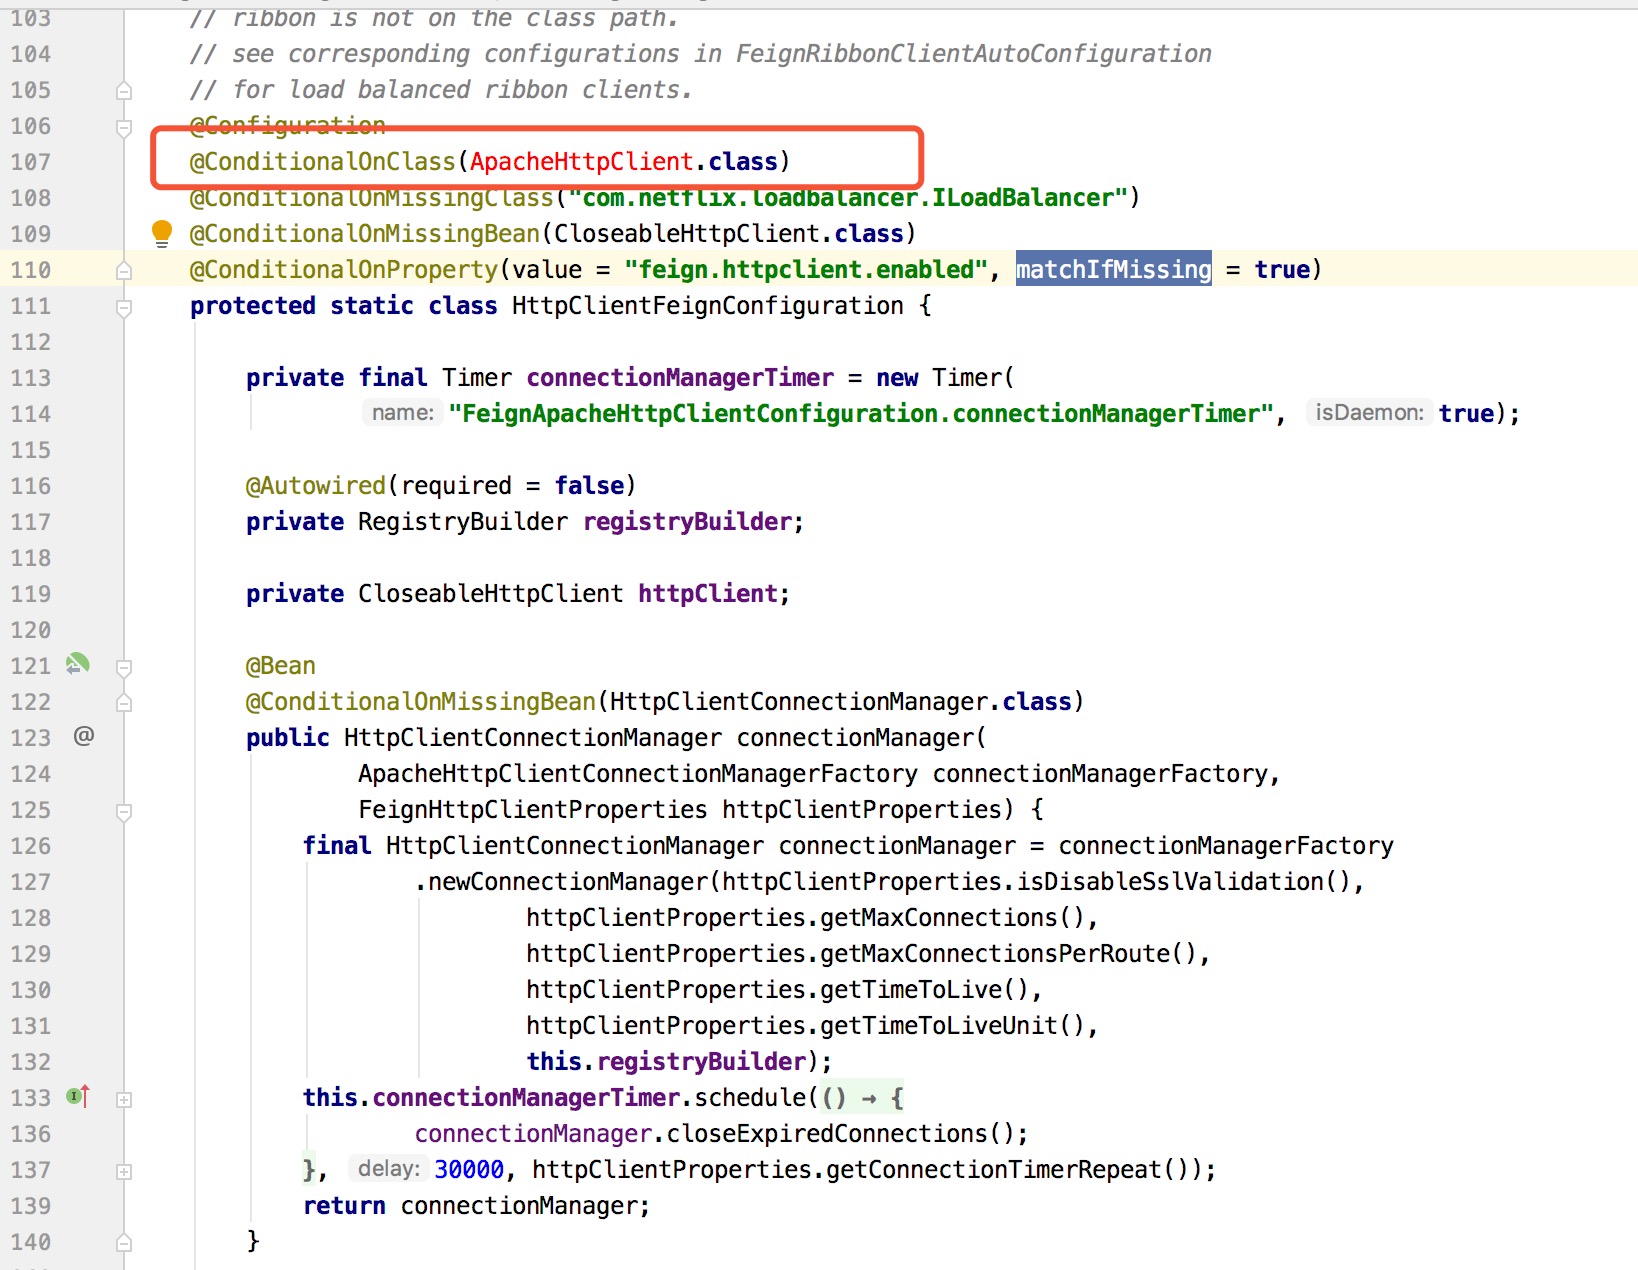 103 // ribbon is not on the class path.
104 // see corresponding configurations in FeignRibbonClientAutoConfiguration
105 // for load balanced ribbon clients.
106 @Configuration
107 @ConditionalOnClass(ApacheHttpClient.class)
108 @ConditionalOnMissingClass("com.netflix.loadbalancer.ILoadBalancer")
109 @ConditionalOnMissingBean(CloseableHttpClient.class)
110 @ConditionalOnProperty(value = "feign.httpclient.enabled", matchIfMissing = true)
111 protected static class HttpClientFeignConfiguration {
112
113 private final Timer connectionManagerTimer = new Timer(
114 name: "FeignApacheHttpClientConfiguration.connectionManagerTimer", isDaemon: true);
115
116 @Autowired(required = false)
117 private RegistryBuilder registryBuilder;
118
119 private CloseableHttpClient httpClient;
120
121 @Bean
122 @ConditionalOnMissingBean(HttpClientConnectionManager.class)
123 @ public HttpClientConnectionManager connectionManager(
124 ApacheHttpClientConnectionManagerFactory connectionManagerFactory,
125 FeignHttpClientProperties httpClientProperties) {
126 final HttpClientConnectionManager connectionManager = connectionManagerFactory
127 .newConnectionManager(httpClientProperties.isDisableSslValidation(),
128 httpClientProperties.getMaxConnections(),
129 httpClientProperties.getMaxConnectionsPerRoute(),
130 httpClientProperties.getTimeToLive(),
131 httpClientProperties.getTimeToLiveUnit(),
132 this.registryBuilder);
133 this.connectionManagerTimer.schedule(() → {
136 connectionManager.closeExpiredConnections();
137 }, delay: 30000, httpClientProperties.getConnectionTimerRepeat());
139 return connectionManager;
140 }